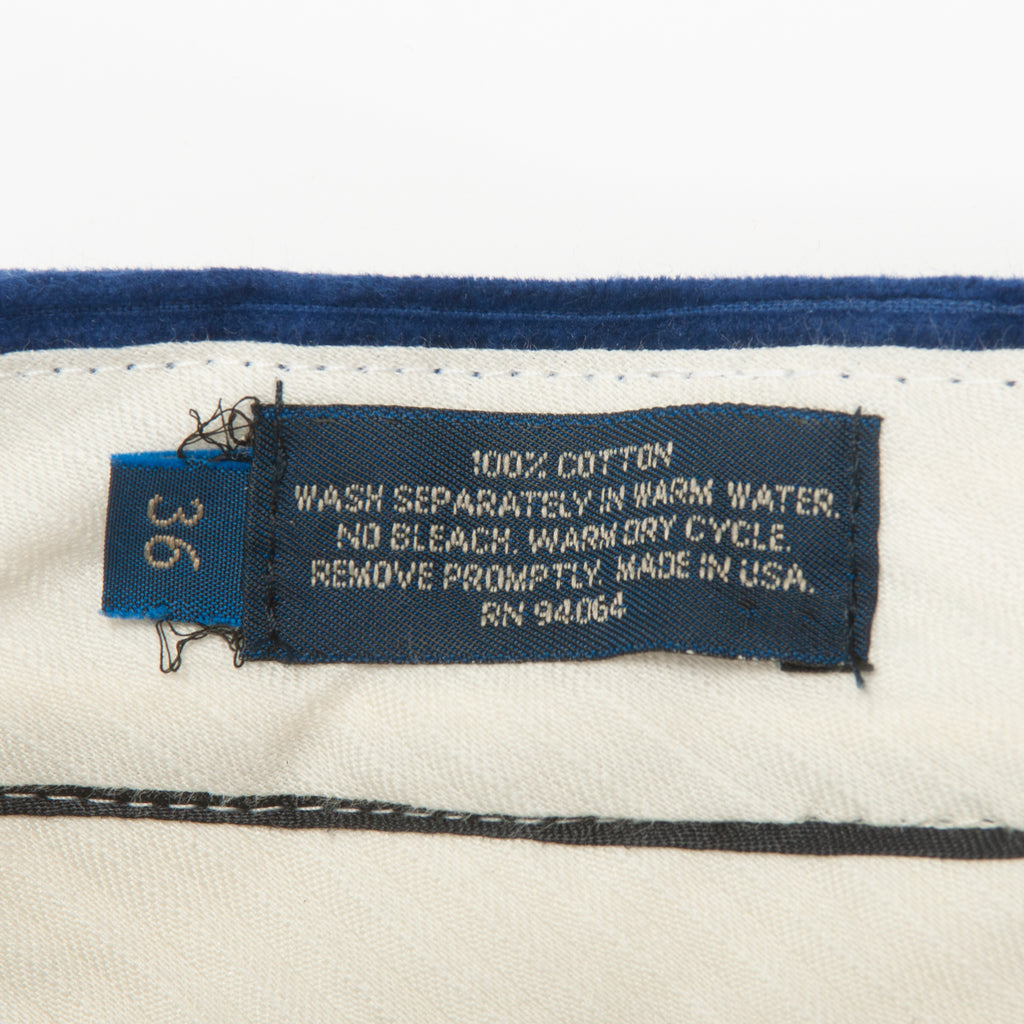 100% COTTON
WASH SEPARATELY IN WARM WATER.
NO BLEACH. WARM DRY CYCLE.
REMOVE PROMPTLY. MADE IN USA.
RN 94064
36